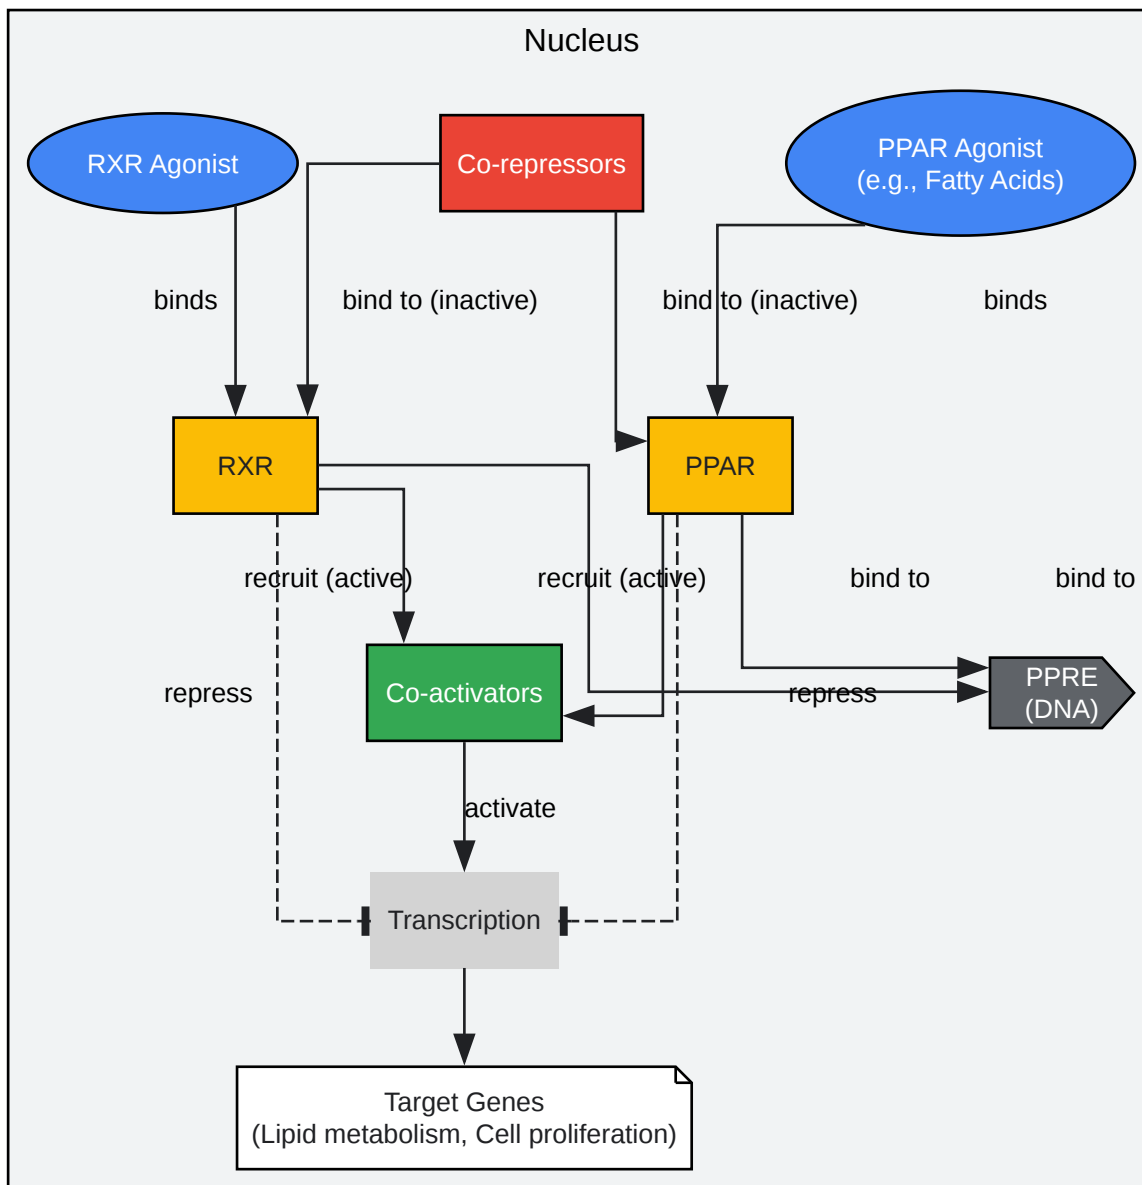 Nucleus
RXR Agonist
Co-repressors
PPAR Agonist
(e.g., Fatty Acids)
binds
bind to (inactive)
bind to (inactive)
binds
RXR
PPAR
recruit (active)
recruit (active)
bind to
bind to
repress
Co-activators
repress
PPRE
(DNA)
activate
Transcription
Target Genes
(Lipid metabolism, Cell proliferation)